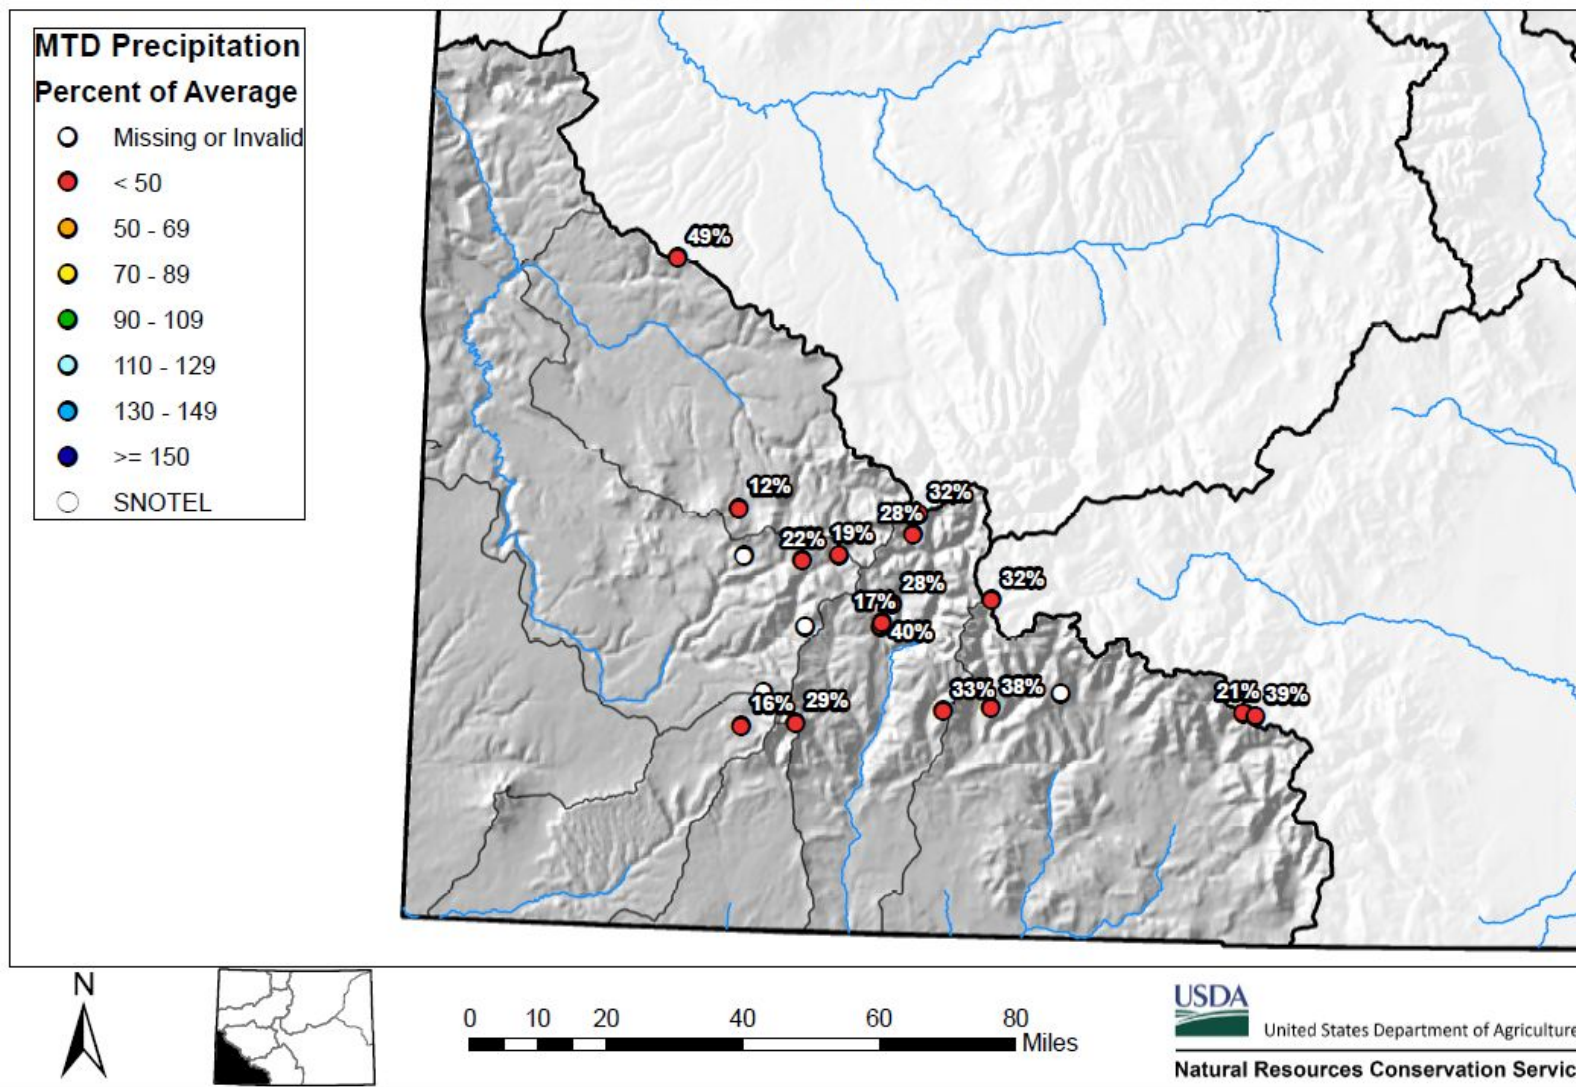 MTD Precipitation
Percent of Average
Missing or Invalid
< 50
50 - 69
70 - 89
90 - 109
110 - 129
130 - 149
>= 150
SNOTEL
49%
12%
32%
28%
22%
19%
28%
32%
17%
40%
33%
38%
21%
39%
16%
29%
N
0 10 20 40 60 80
Miles
USDA
United States Department of Agriculture
Natural Resources Conservation Servic